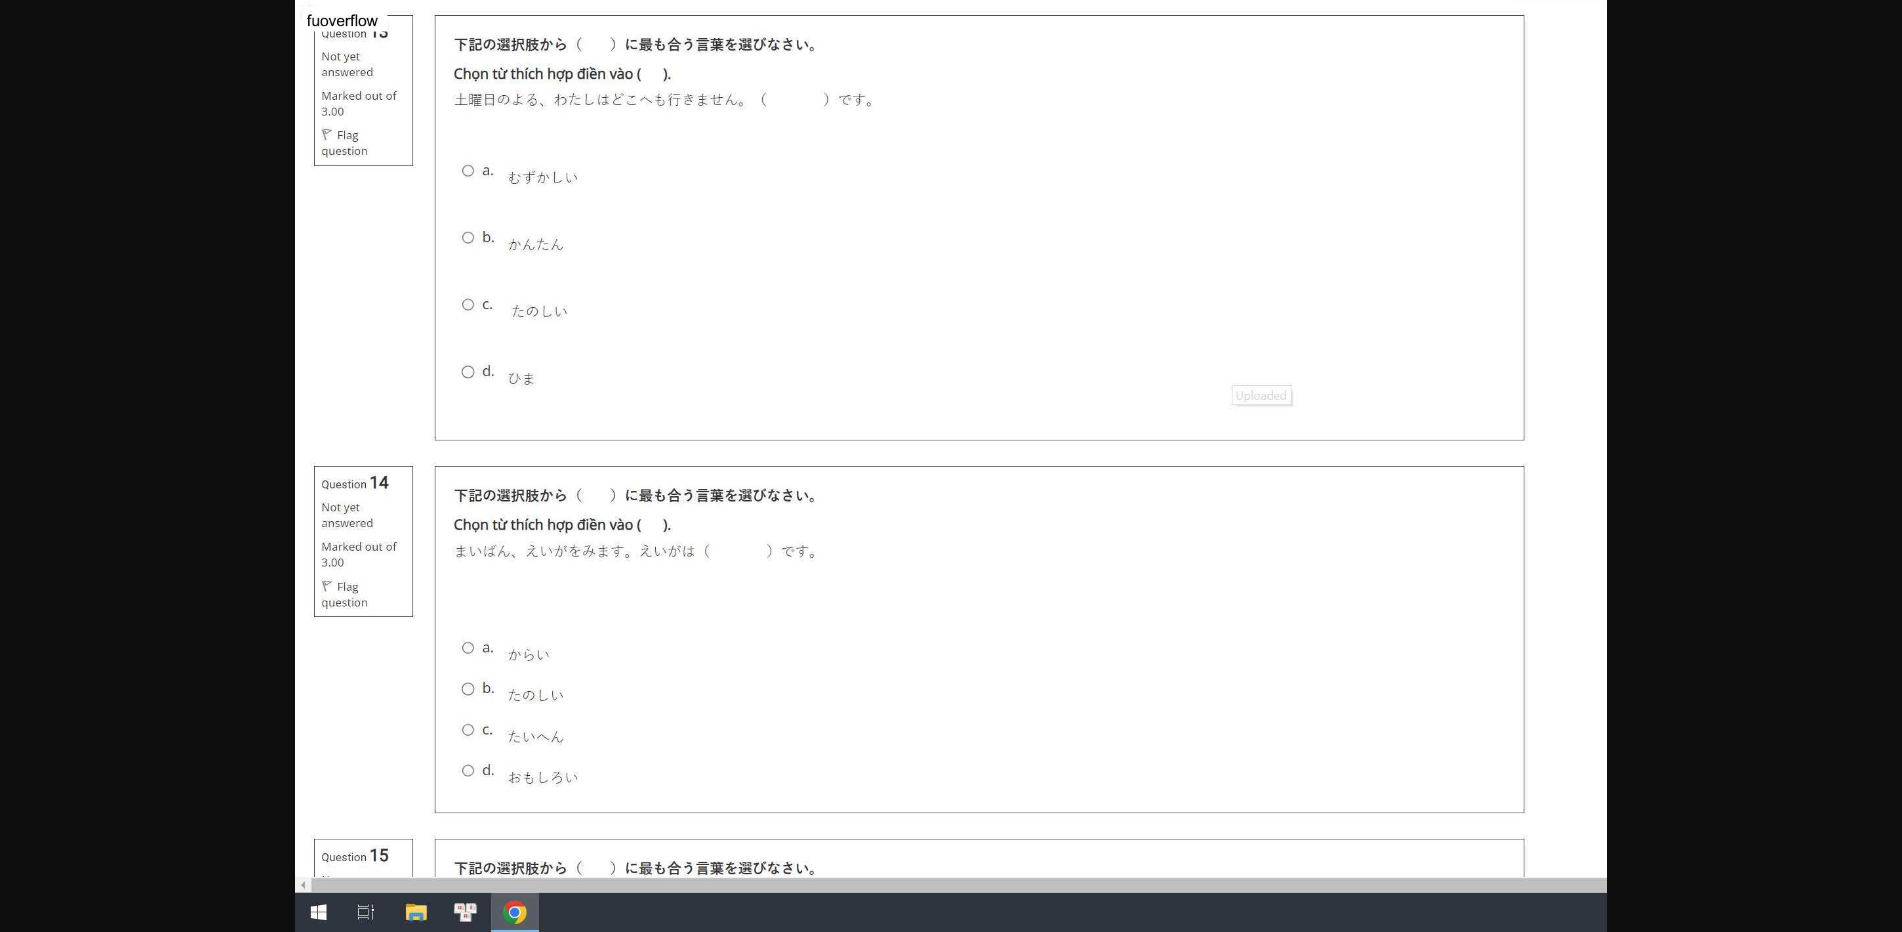 fuoverflow
Question 13
Not yet
answered
Marked out of
3.00
Flag
question
下記の選択肢から（　　）に最も合う言葉を選びなさい。
Chọn từ thích hợp điền vào (　).
土曜日のよる、わたしはどこへも行きません。（　　　　）です。
a. むずかしい
b. かんたん
c. たのしい
d. ひま
Uploaded
Question 14
Not yet
answered
Marked out of
3.00
Flag
question
下記の選択肢から（　　）に最も合う言葉を選びなさい。
Chọn từ thích hợp điền vào (　).
まいばん、えいがをみます。えいがは（　　　　）です。
a. からい
b. たのしい
c. たいへん
d. おもしろい
Question 15
下記の選択肢から（　　）に最も合う言葉を選びなさい。